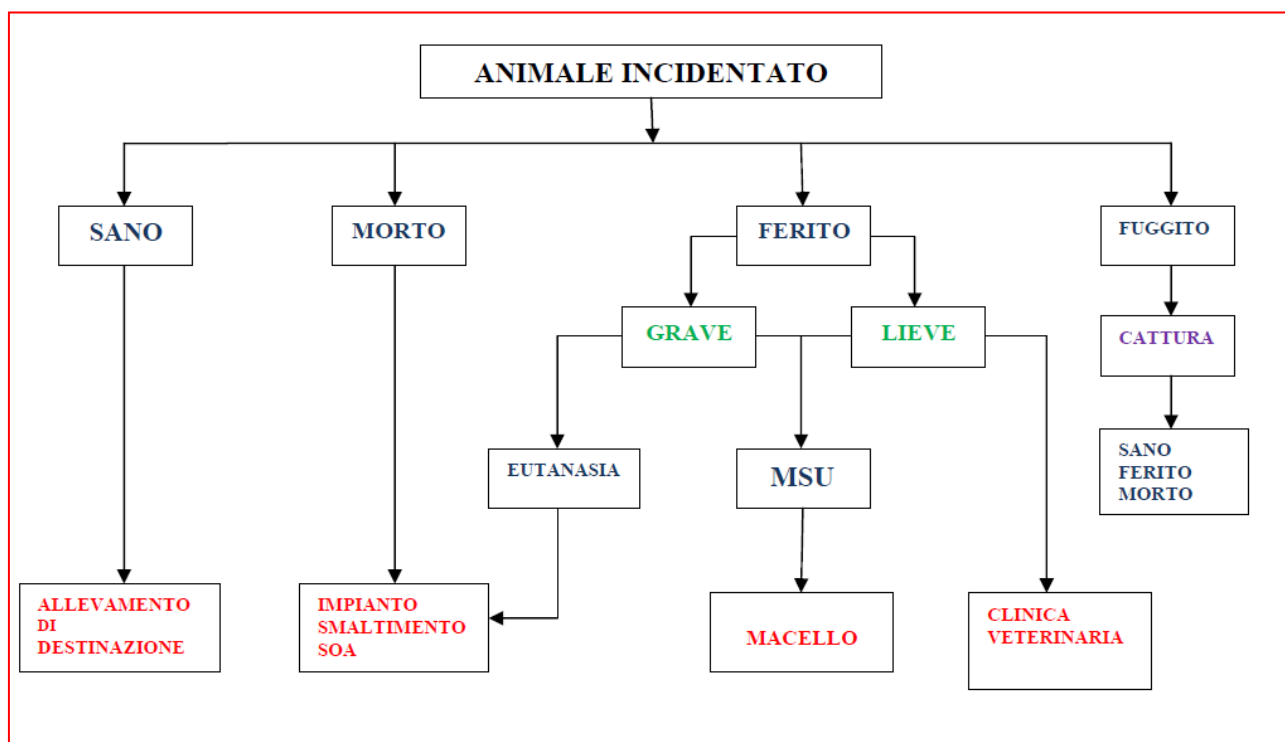 ANIMALE INCIDENTATO
SANO
MORTO
FERITO
FUGGITO
GRAVE
LIEVE
CATTURA
EUTANASIA
MSU
SANO
FERITO
MORTO
ALLEVAMENTO
DI
DESTINAZIONE
IMPIANTO
SMALTIMENTO
SOA
MACELLO
CLINICA
VETERINARIA